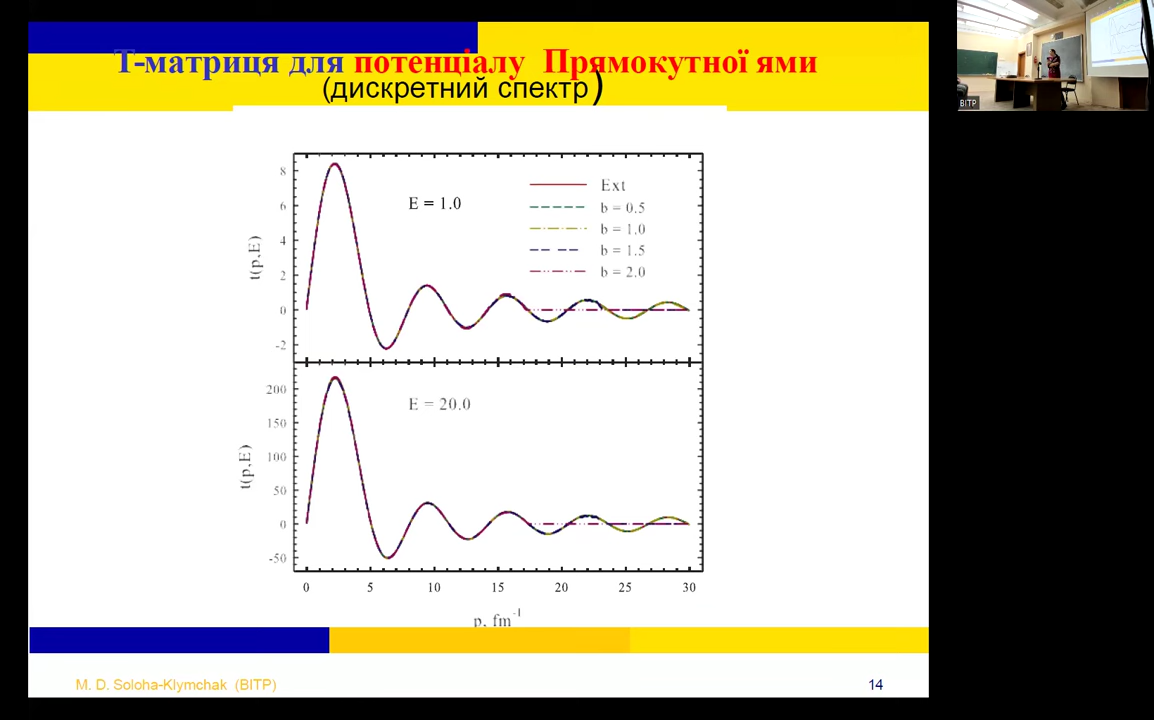 Т-матриця для потенціалу Прямокутної ями
(дискретний спектр)
8
6
4
2
0
-2
t(p,E)
E = 1.0
Ext
b = 0.5
b = 1.0
b = 1.5
b = 2.0
200
150
100
50
0
-50
t(p,E)
E = 20.0
0 5 10 15 20 25 30
p, fm⁻¹
M. D. Soloha-Klymchak (BITP)
14
BITP